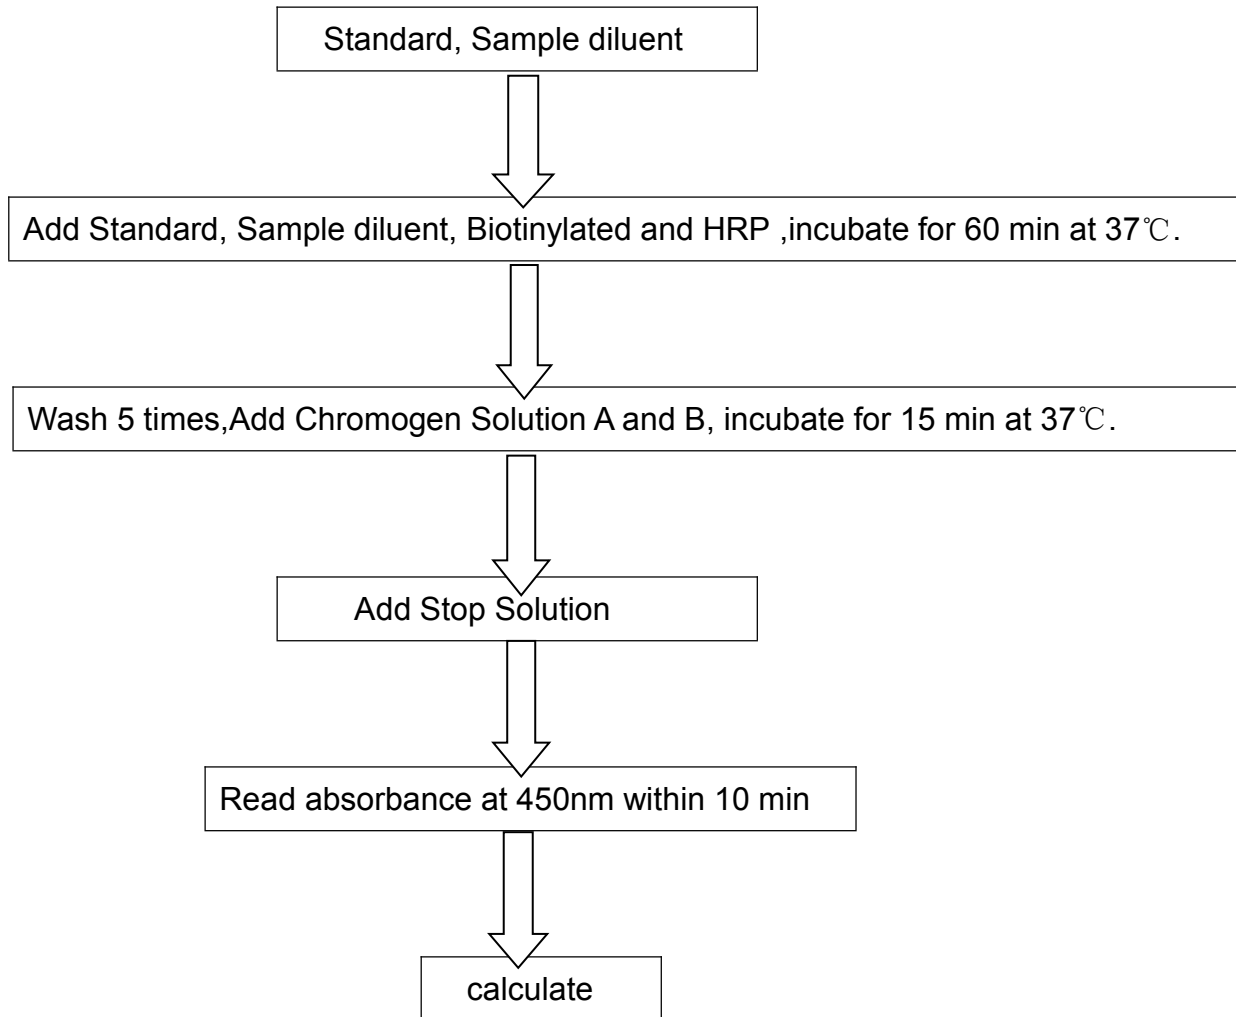 Standard, Sample diluent
Add Standard, Sample diluent, Biotinylated and HRP ,incubate for 60 min at 37℃.
Wash 5 times,Add Chromogen Solution A and B, incubate for 15 min at 37℃.
Add Stop Solution
Read absorbance at 450nm within 10 min
calculate